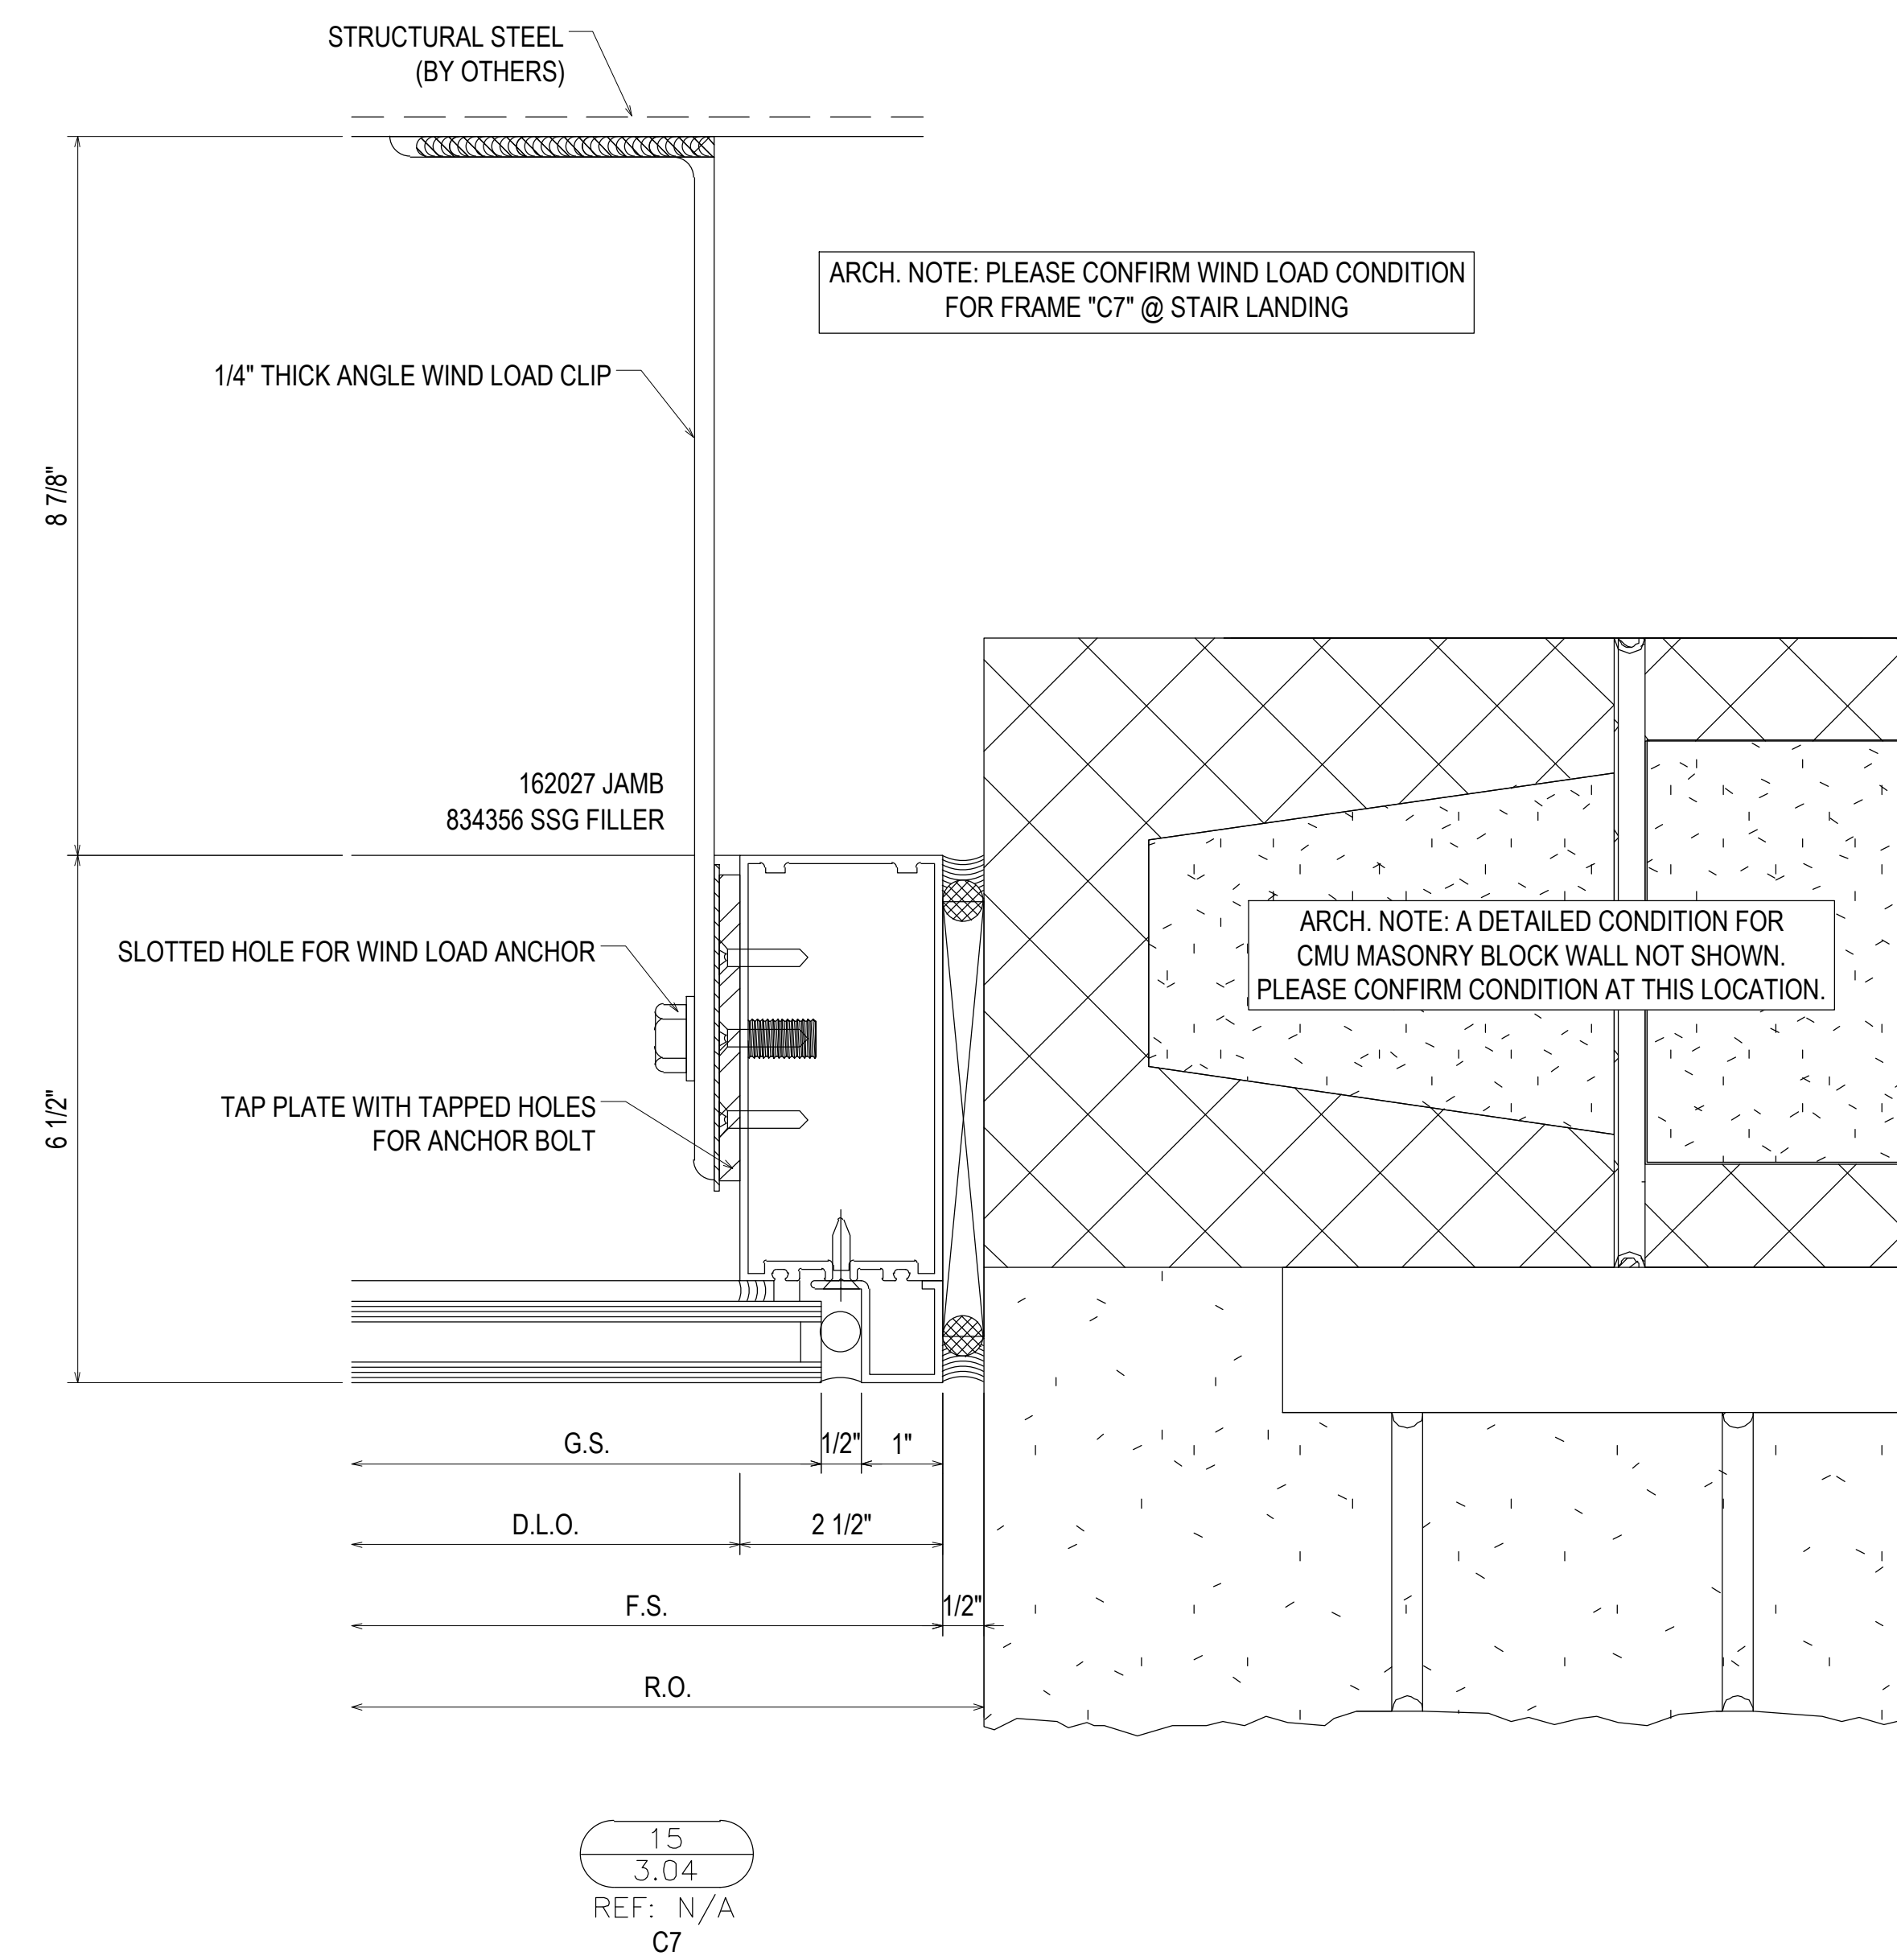 STRUCTURAL STEEL
(BY OTHERS)
ARCH. NOTE: PLEASE CONFIRM WIND LOAD CONDITION
FOR FRAME "C7" @ STAIR LANDING
1/4" THICK ANGLE WIND LOAD CLIP
8 7/8"
162027 JAMB
834356 SSG FILLER
ARCH. NOTE: A DETAILED CONDITION FOR
CMU MASONRY BLOCK WALL NOT SHOWN.
PLEASE CONFIRM CONDITION AT THIS LOCATION.
SLOTTED HOLE FOR WIND LOAD ANCHOR
6 1/2"
TAP PLATE WITH TAPPED HOLES
FOR ANCHOR BOLT
G.S. 1/2" 1"
D.L.O. 2 1/2"
F.S. 1/2"
R.O.
15
3.04
REF: N/A
C7